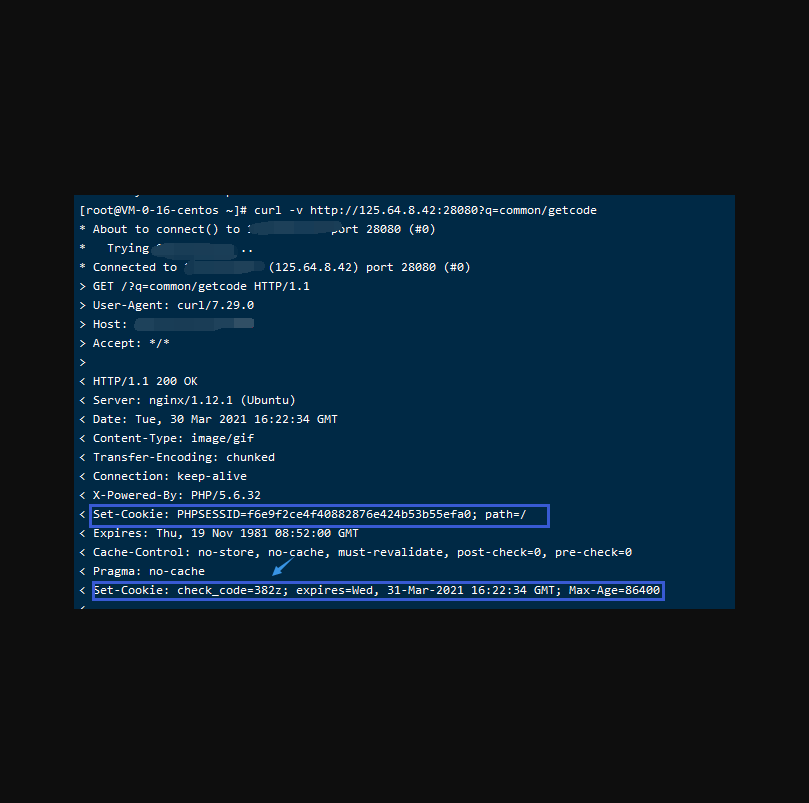 [root@VM-0-16-centos ~]# curl -v http://125.64.8.42:28080?q=common/getcode
* About to connect() to port 28080 (#0)
* Trying ..
* Connected to (125.64.8.42) port 28080 (#0)
> GET /?q=common/getcode HTTP/1.1
> User-Agent: curl/7.29.0
> Host:
> Accept: */*
>
< HTTP/1.1 200 OK
< Server: nginx/1.12.1 (Ubuntu)
< Date: Tue, 30 Mar 2021 16:22:34 GMT
< Content-Type: image/gif
< Transfer-Encoding: chunked
< Connection: keep-alive
< X-Powered-By: PHP/5.6.32
< Set-Cookie: PHPSESSID=f6e9f2ce4f40882876e424b53b55efa0; path=/
< Expires: Thu, 19 Nov 1981 08:52:00 GMT
< Cache-Control: no-store, no-cache, must-revalidate, post-check=0, pre-check=0
< Pragma: no-cache
< Set-Cookie: check_code=382z; expires=Wed, 31-Mar-2021 16:22:34 GMT; Max-Age=86400